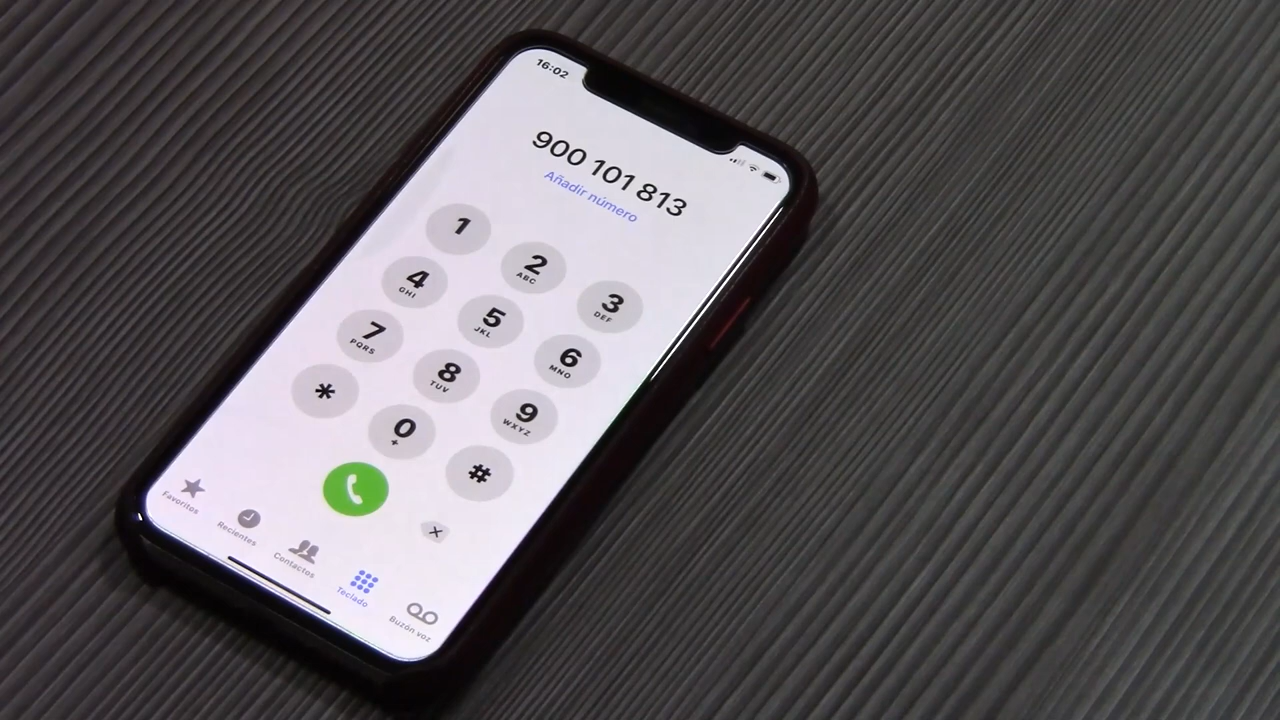 16:02
900 101 813
Añadir número
1
2
ABC
3
DEF
4
GHI
5
JKL
6
MNO
7
PQRS
8
TUV
9
WXYZ
*
0
+
#
Favoritos
Recientes
Contactos
Teclado
Buzón voz